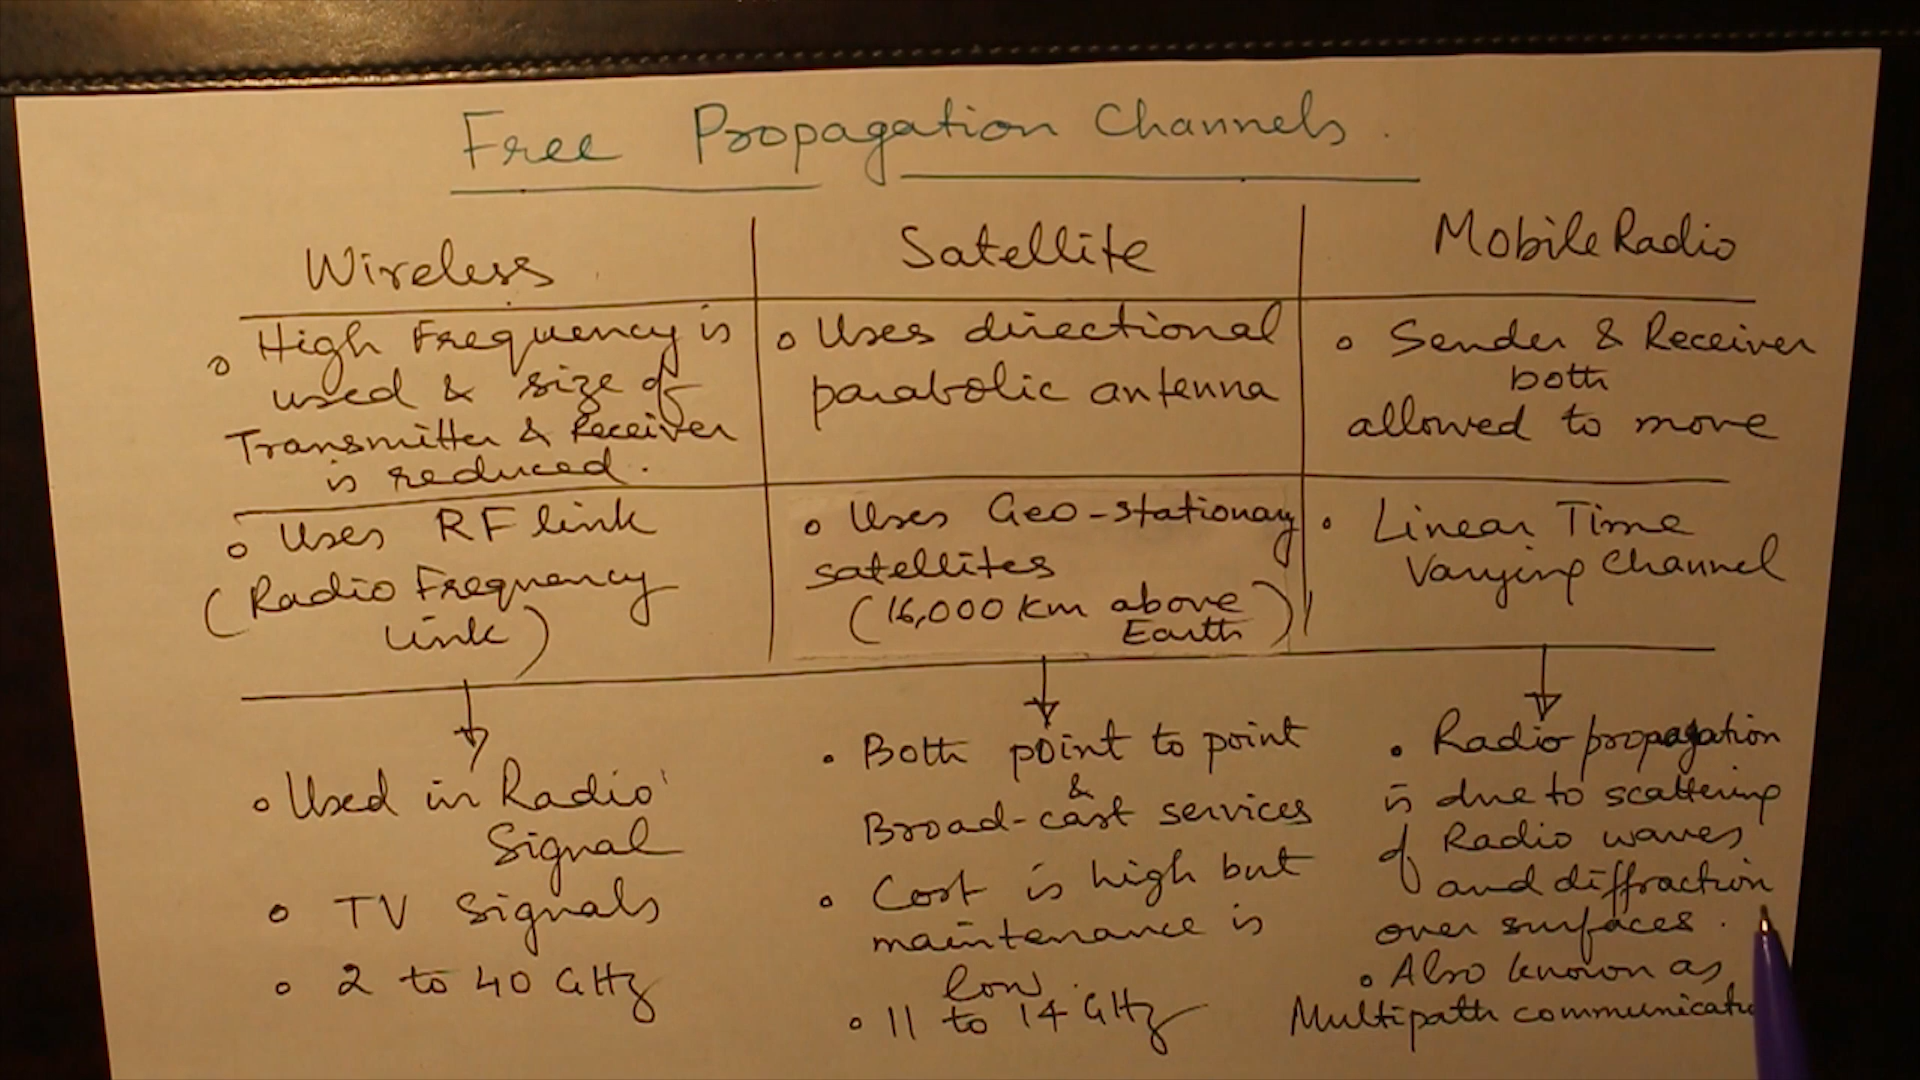 Free Propagation Channels.
Wireless
o High Frequency is
used & size of
Transmitter & Receiver
is reduced.
o Uses RF link
(Radio Frequency
Link)
o Used in Radio
Signal
o TV Signals
o 2 to 40 GHz
Satellite
o Uses directional
parabolic antenna
o Uses Geo-stationary
satellites
(16,000 km above
Earth)
• Both point to point
&
Broad-cast services
• Cost is high but
maintenance is
low.
• 11 to 14 GHz
Mobile Radio
o Sender & Receiver
both
allowed to move
• Linear Time
Varying Channel
• Radio propagation
is due to scattering
of Radio waves
and diffraction
over surfaces.
• Also known as
Multipath communicatio